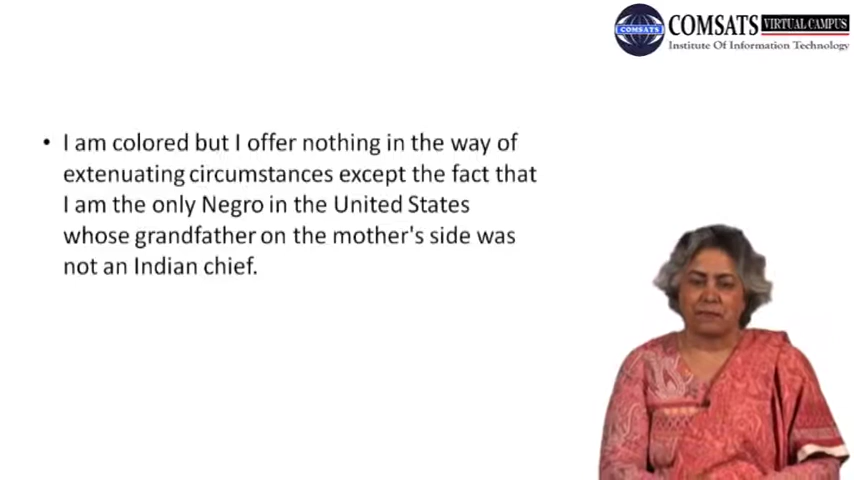 COMSATS VIRTUAL CAMPUS
COMSATS Institute Of Information Technology
• I am colored but I offer nothing in the way of
extenuating circumstances except the fact that
I am the only Negro in the United States
whose grandfather on the mother's side was
not an Indian chief.